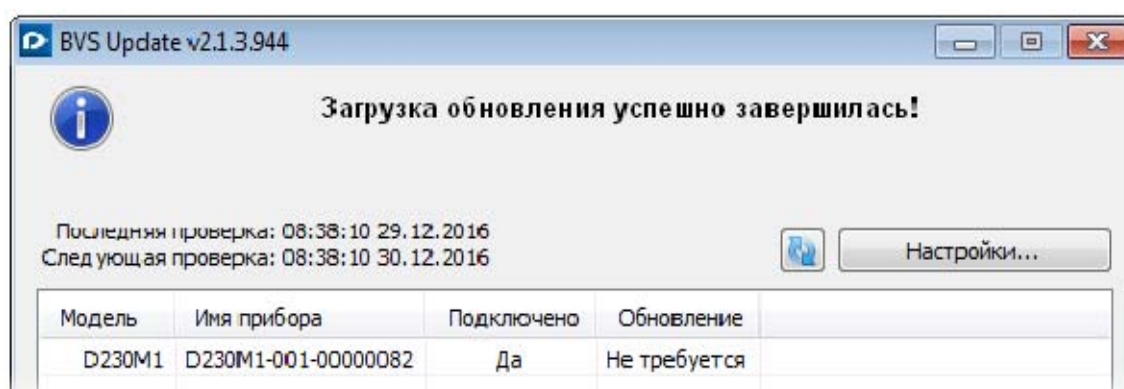 BVS Update v2.1.3.944
Загрузка обновления успешно завершилась!
Последняя проверка: 08:38:10 29.12.2016
Следующая проверка: 08:38:10 30.12.2016
Настройки...
Модель Имя прибора Подключено Обновление
D230M1 D230M1-001-00000082 Да Не требуется